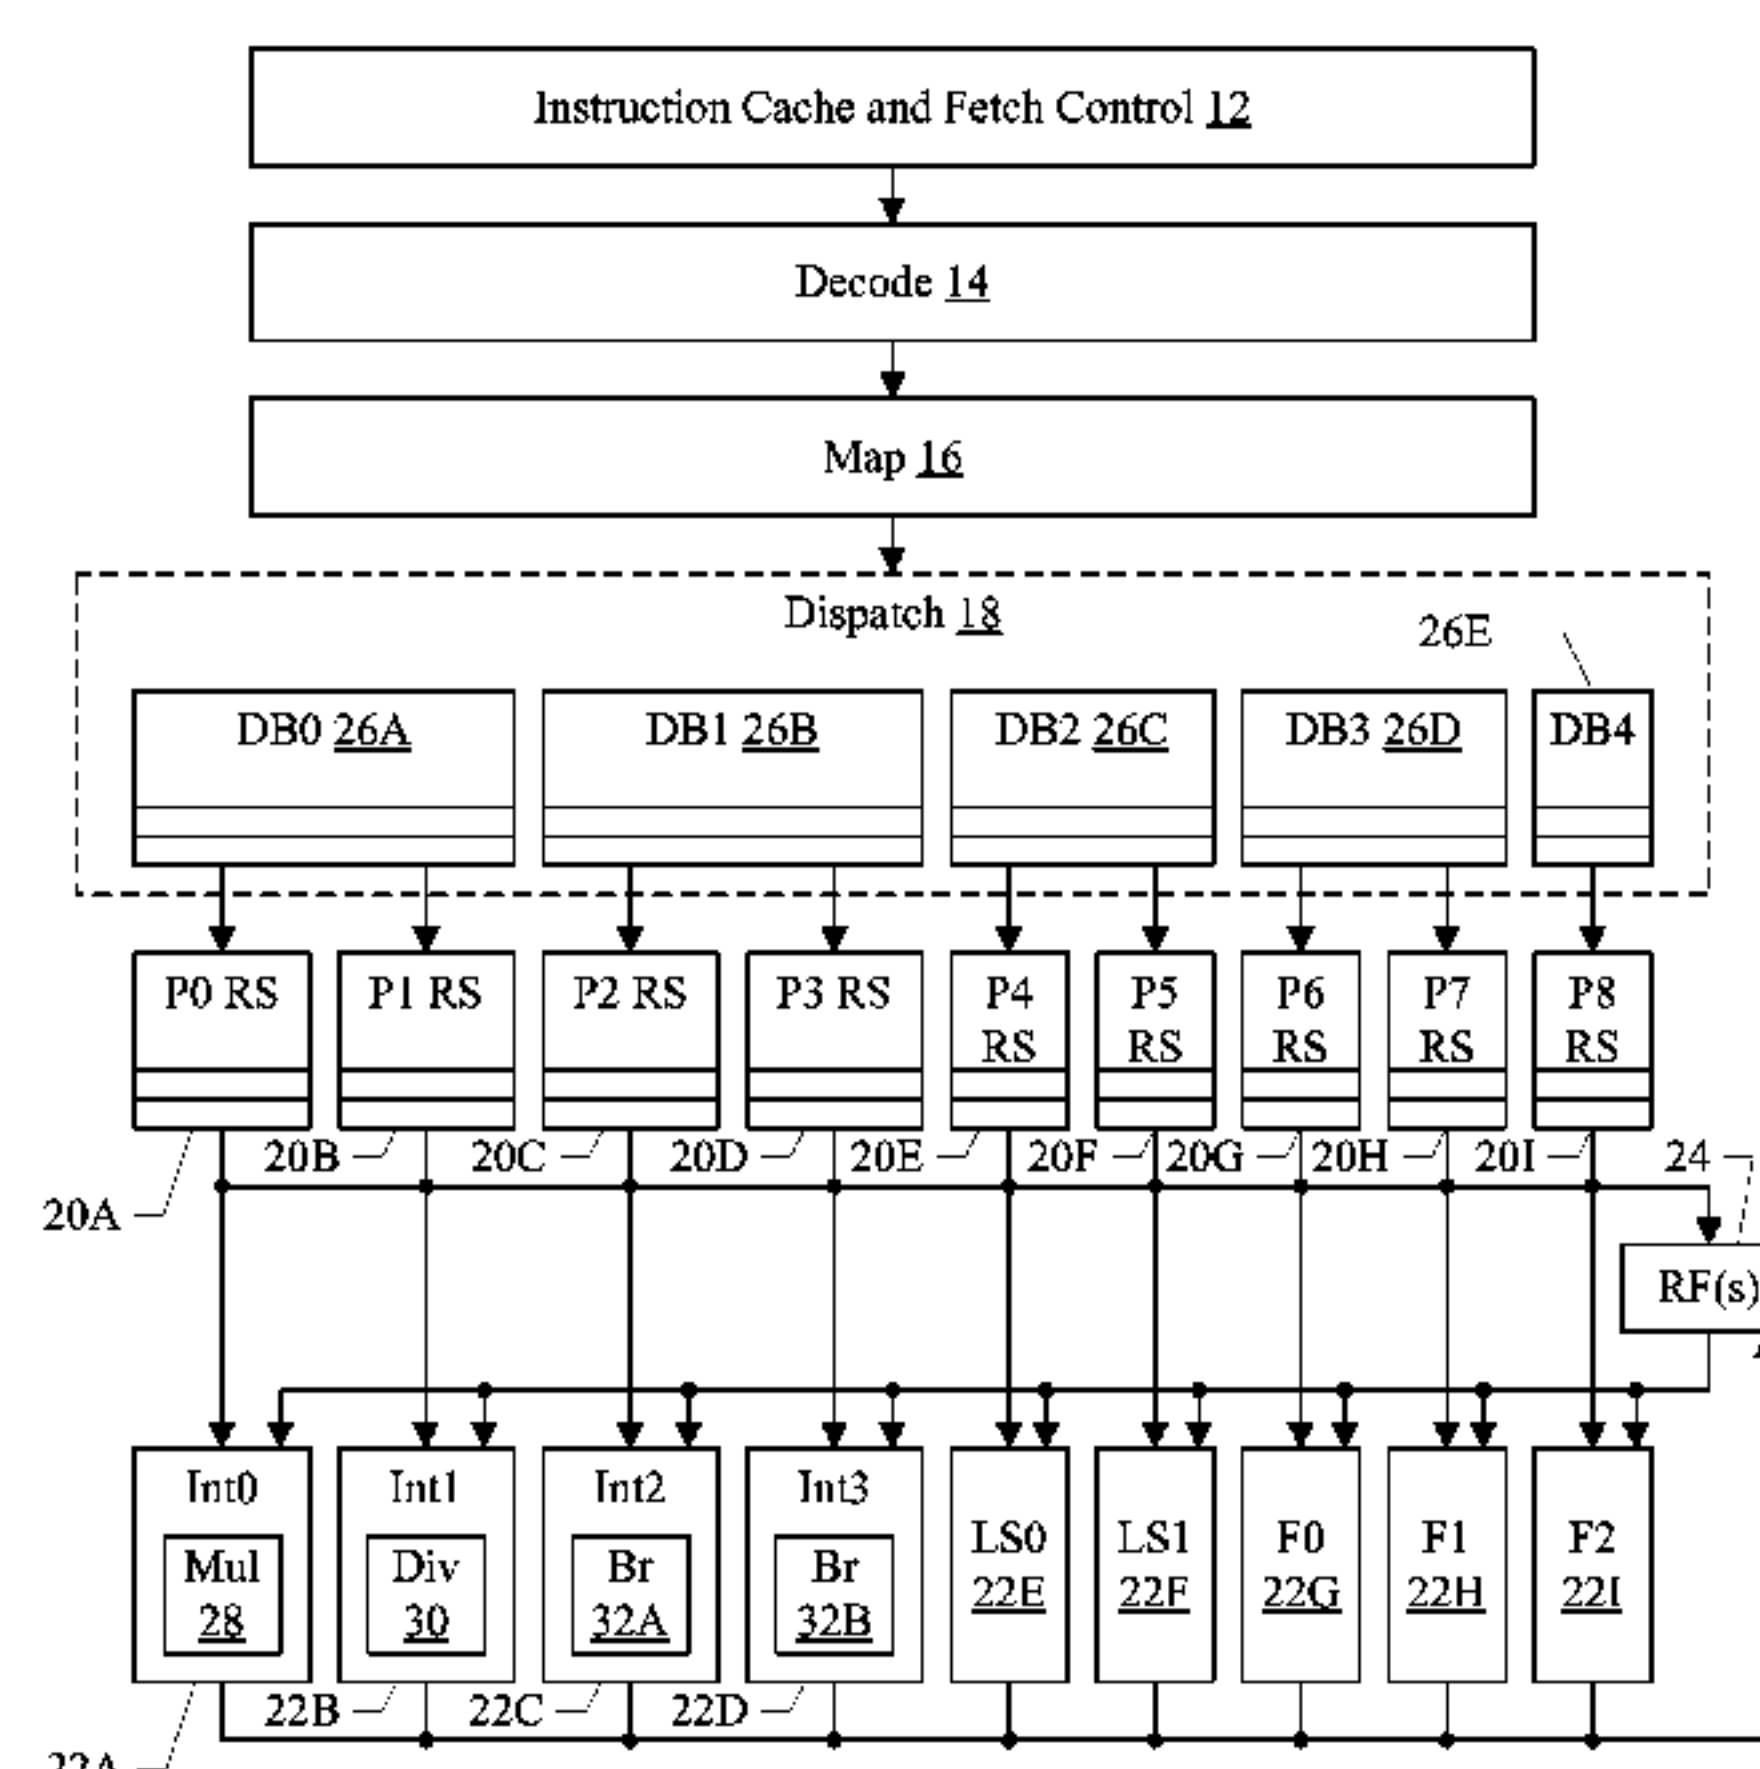 Instruction Cache and Fetch Control 12
Decode 14
Map 16
Dispatch 18
26E
DB0 26A
DB1 26B
DB2 26C
DB3 26D
DB4
P0 RS
P1 RS
P2 RS
P3 RS
P4
RS
P5
RS
P6
RS
P7
RS
P8
RS
20A
20B
20C
20D
20E
20F
20G
20H
20I
24
RF(s)
Int0
Mul
28
Int1
Div
30
Int2
Br
32A
Int3
Br
32B
LS0
22E
LS1
22F
F0
22G
F1
22H
F2
22I
22B
22C
22D
22A